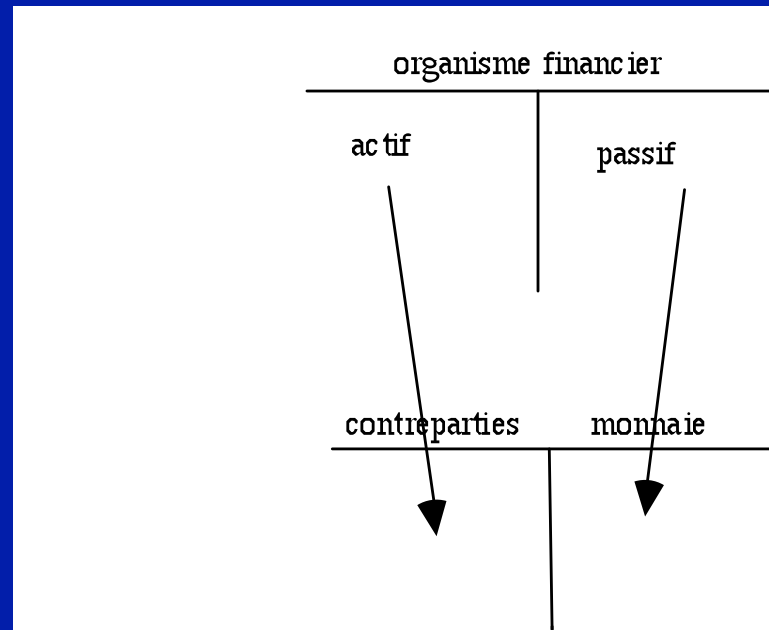 organisme financier
actif passif
contreparties monnaie